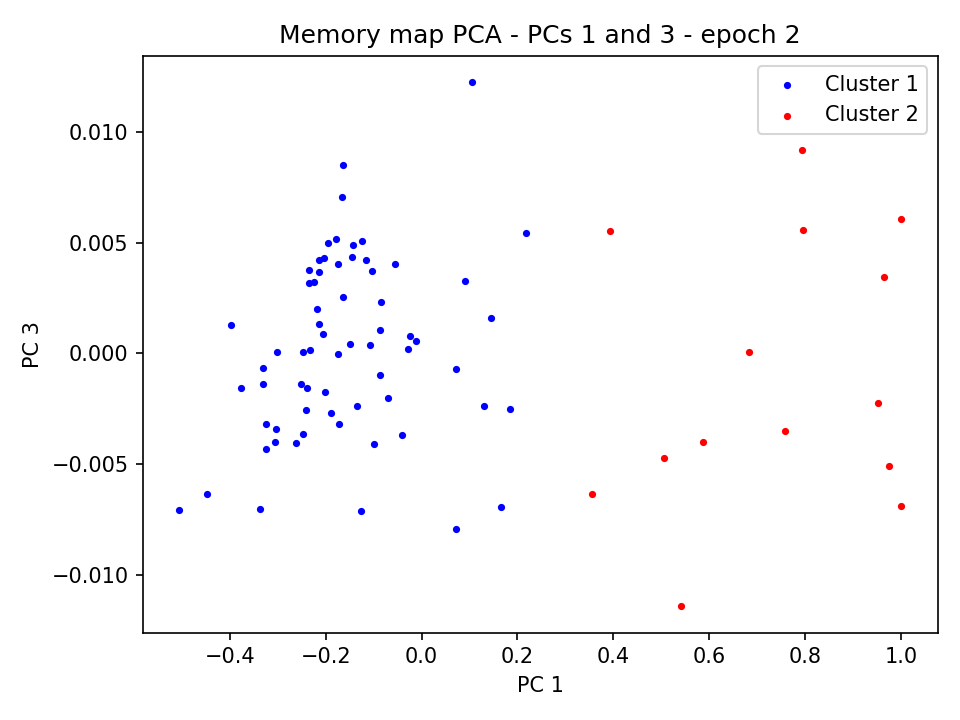 Memory map PCA - PCs 1 and 3 - epoch 2
Cluster 1
Cluster 2
0.010
0.005
0.000
−0.005
−0.010
PC 3
−0.4
−0.2
0.0
0.2
0.4
0.6
0.8
1.0
PC 1